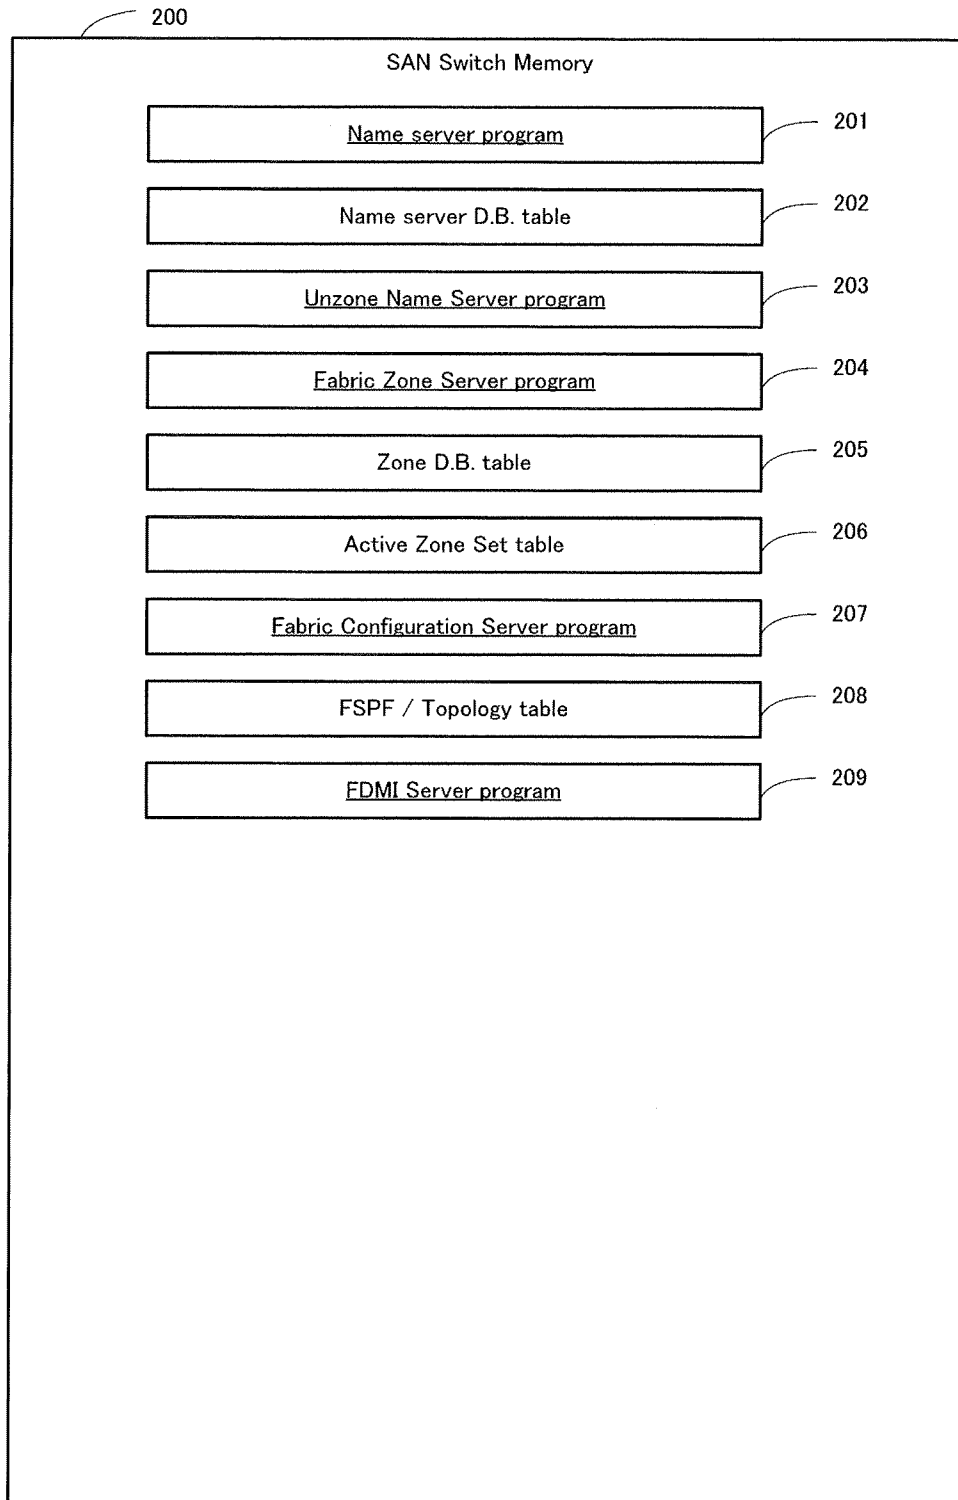 200
SAN Switch Memory
Name server program
201
Name server D.B. table
202
Unzone Name Server program
203
Fabric Zone Server program
204
Zone D.B. table
205
Active Zone Set table
206
Fabric Configuration Server program
207
FSPF / Topology table
208
FDMI Server program
209